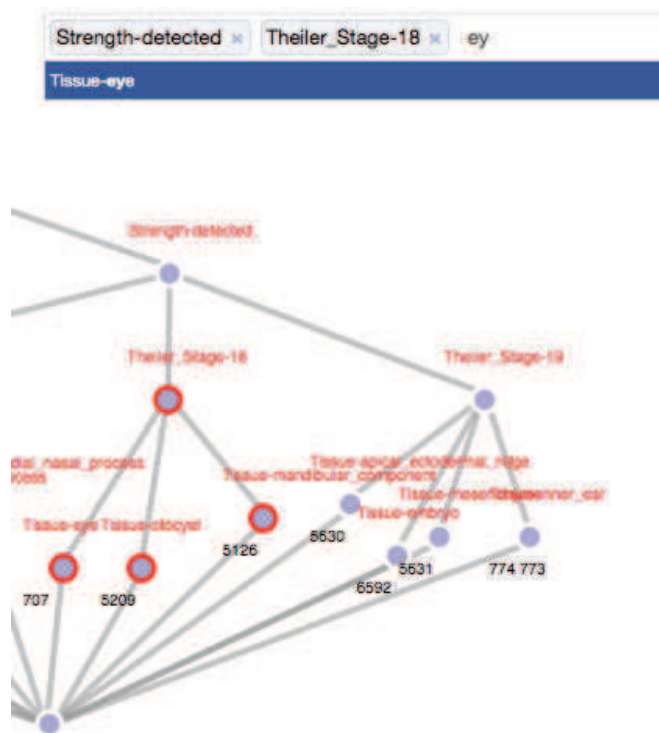 Strength-detected × Theiler_Stage-18 × ey
Tissue-eye
Strength-detected
Theiler_Stage-18 Theiler_Stage-19
dial_nasal_process
Tissue-apical_ectodermal_ridge
Tissue-mandibular_component
Tissue-eye Tissue-otocyst
Tissue-embryo
5126 5630
5631 774 773
6592
707 5209